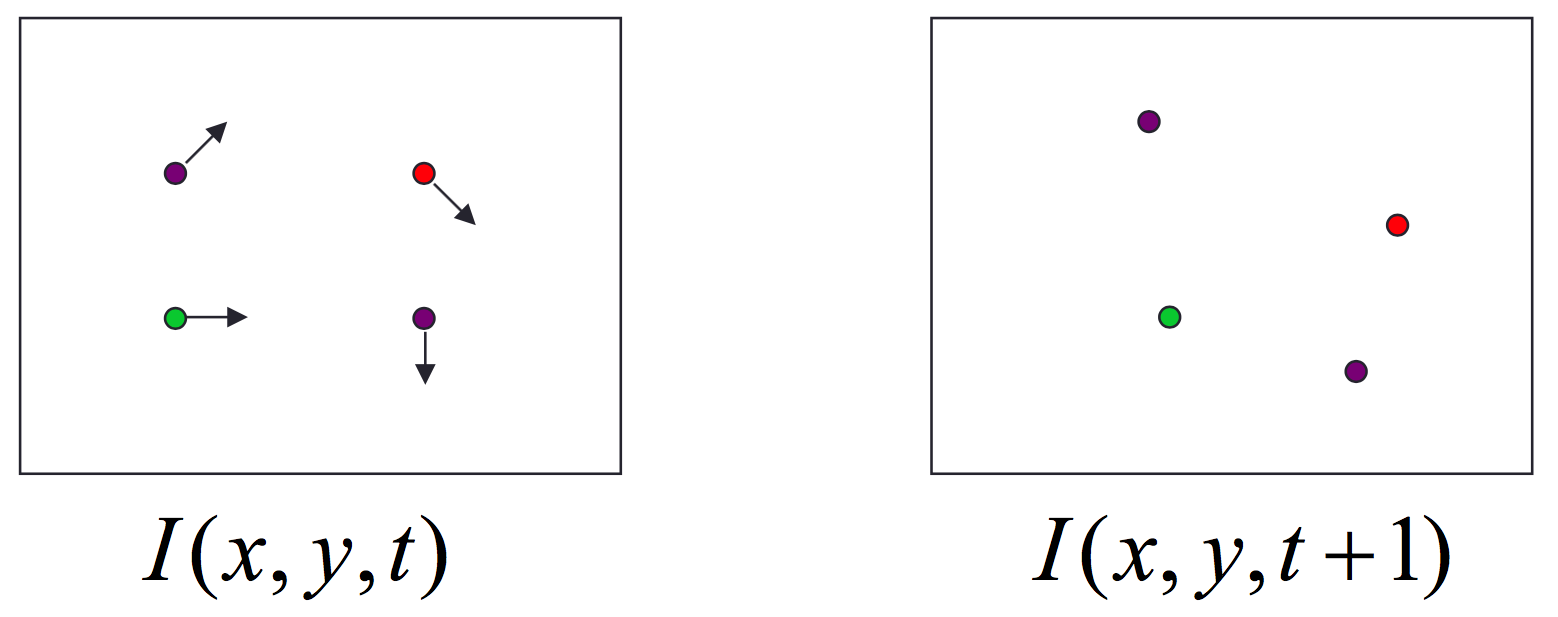 I(x, y, t)
I(x, y, t + 1)